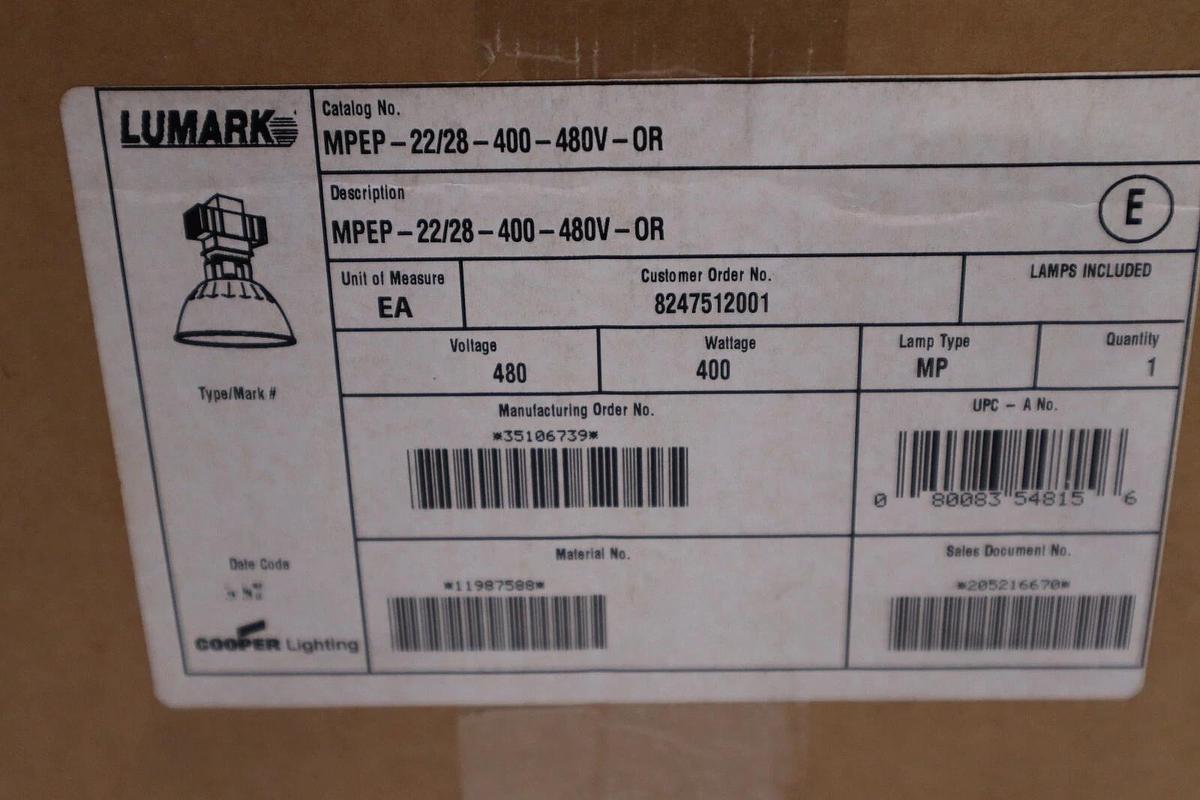 LUMARK
Catalog No.
MPEP-22/28-400-480V-OR
Description
MPEP-22/28-400-480V-OR
E
Unit of Measure
EA
Customer Order No.
8247512001
LAMPS INCLUDED
Voltage
480
Wattage
400
Lamp Type
MP
Quantity
1
Type/Mark #
Manufacturing Order No.
*35106739*
UPC - A No.
0 80083 54815 6
Date Code
Material No.
*11987588*
Sales Document No.
*205216670*
COOPER Lighting